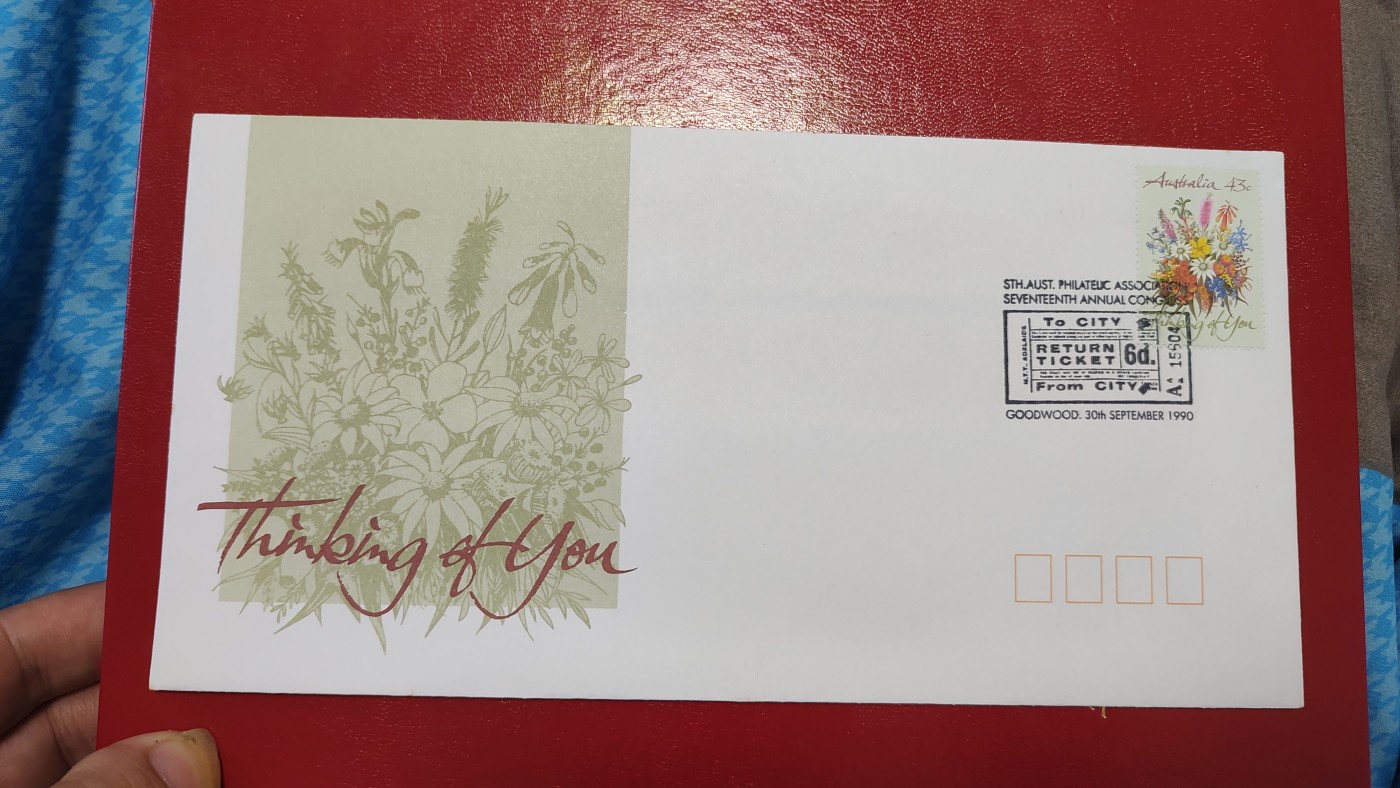 Australia 43c
Thinking of You
STH.AUST. PHILATELIC ASSOCIATION
SEVENTEENTH ANNUAL CONGRESS
To CITY
M.T.T. ADELAIDE
RETURN
TICKET
6d.
From CITY
GOODWOOD. 30th SEPTEMBER 1990
Thinking of You